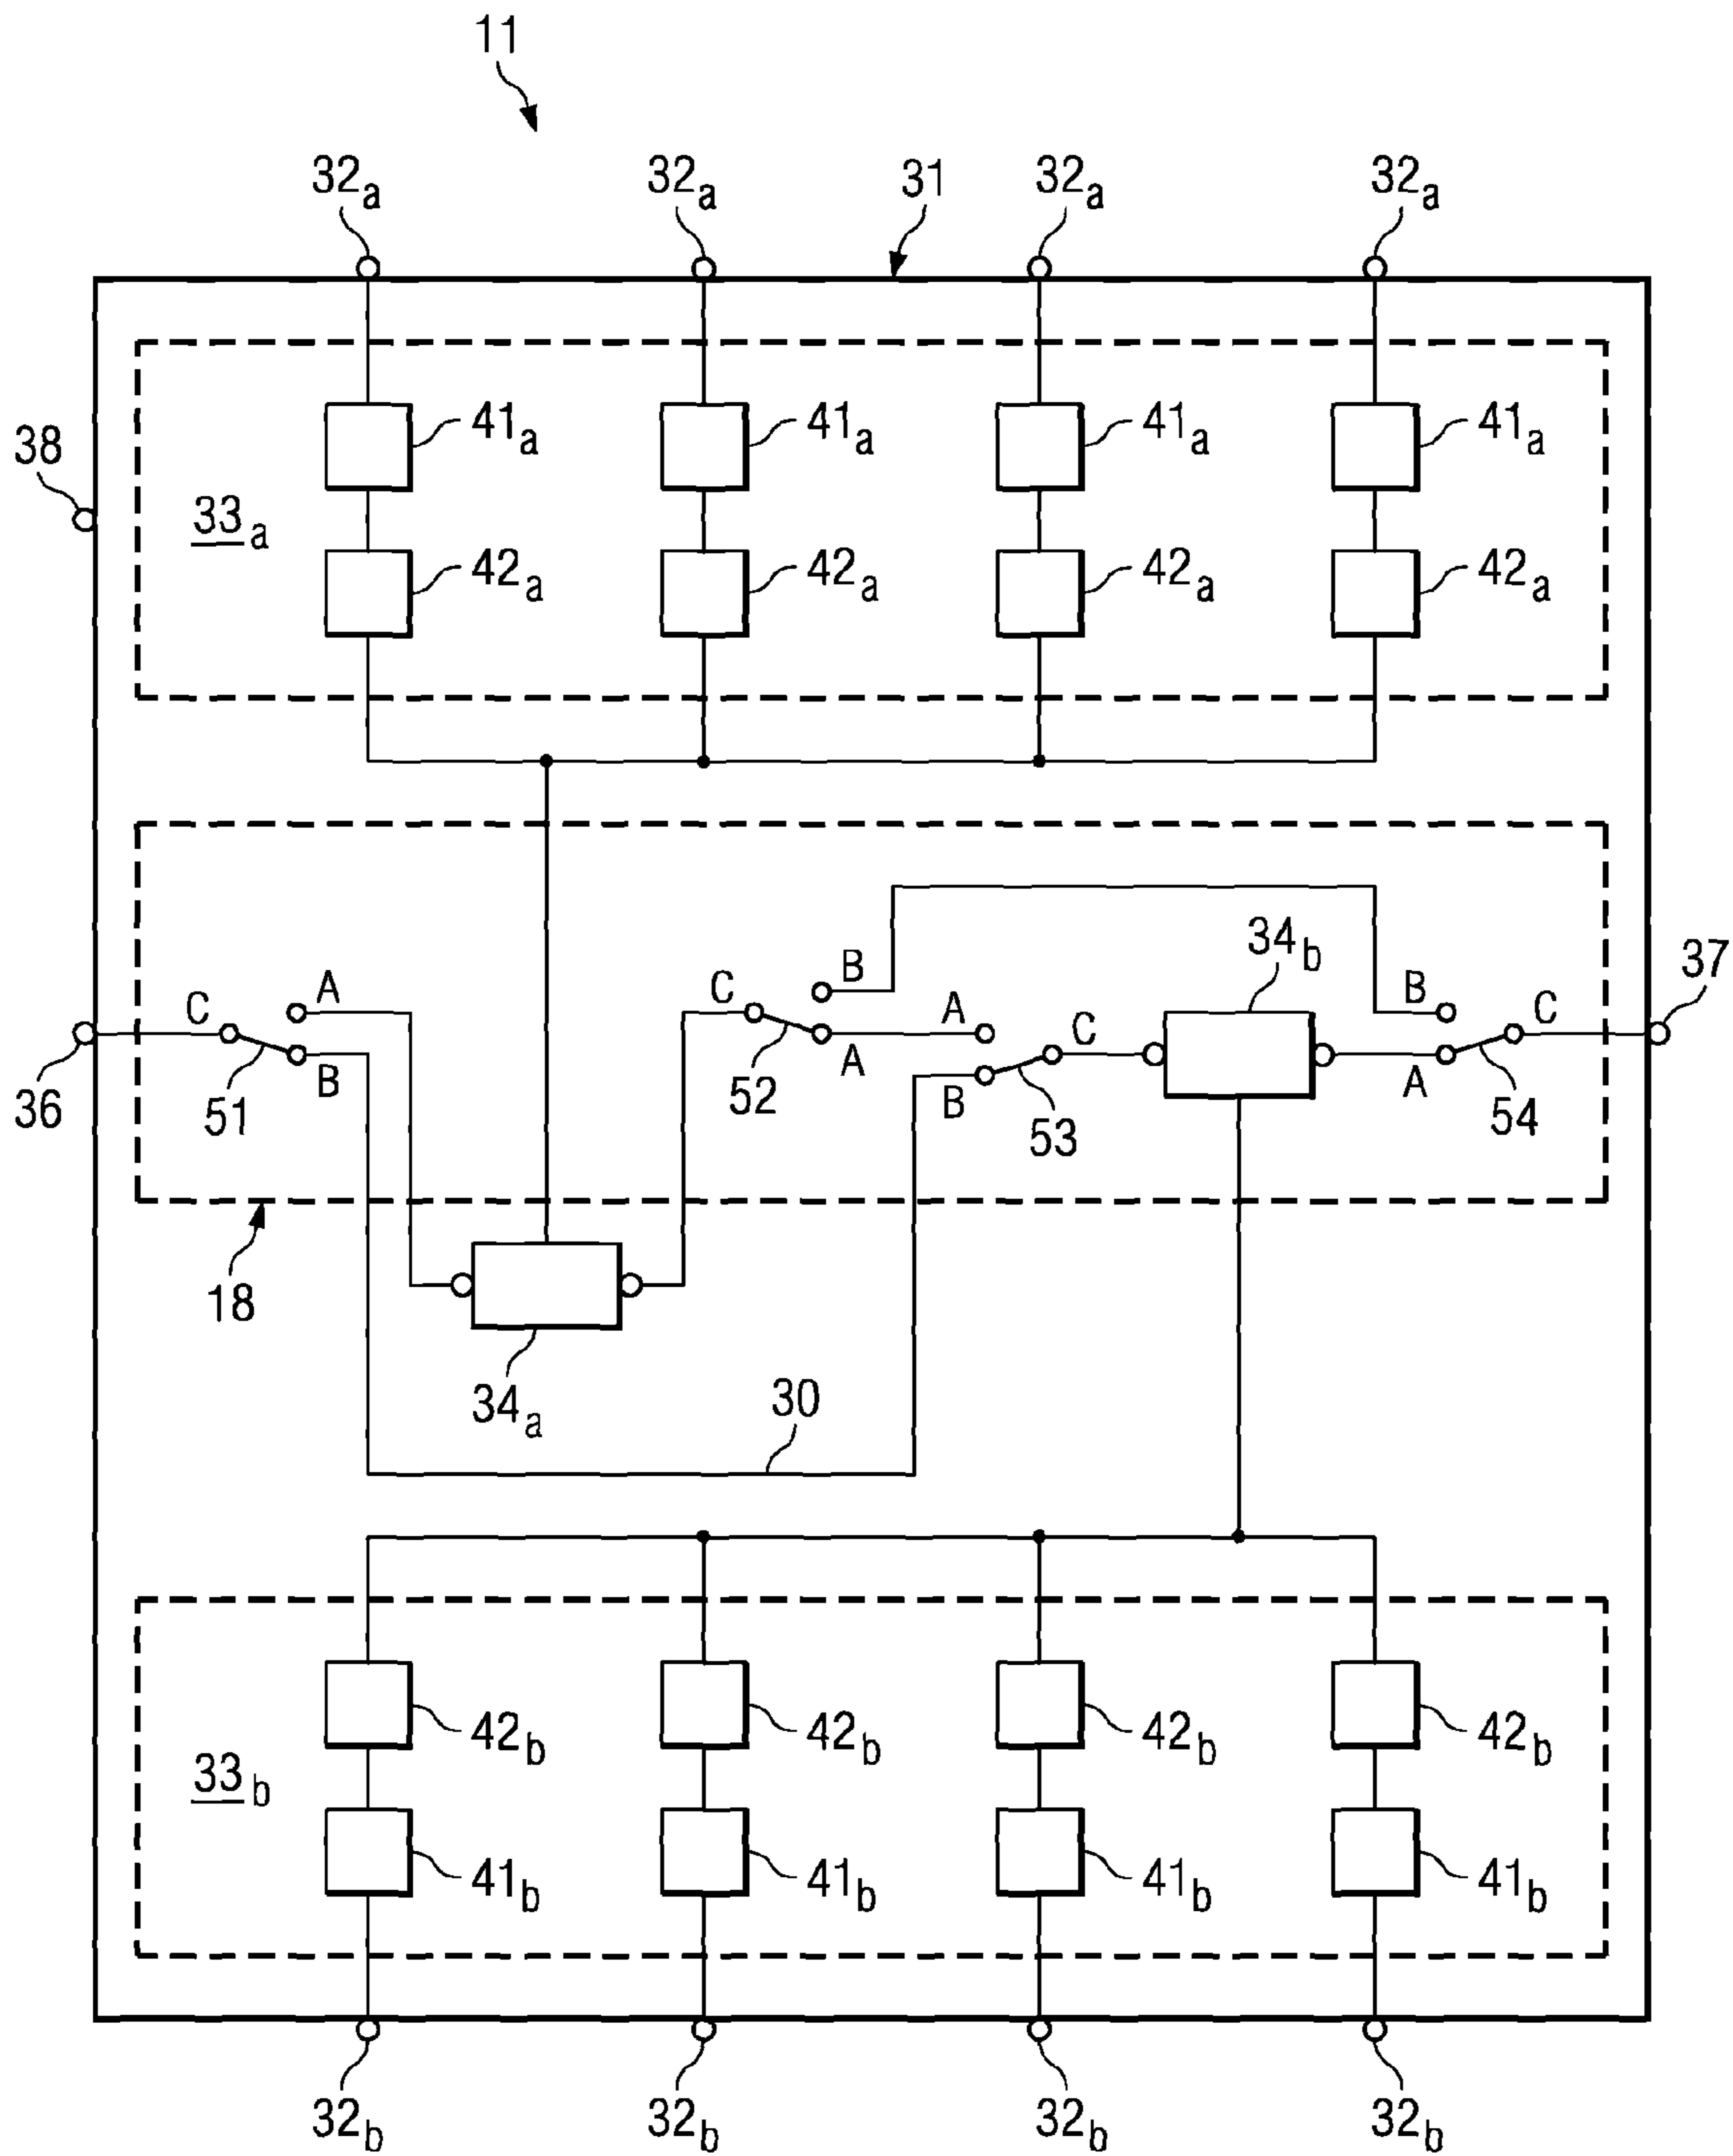 11
32a 32a 31 32a 32a
41a 41a 41a 41a
38
33a
42a 42a 42a 42a
34b
B
37
A C B C
C A A C
B 52 A B 53 A 54
36 51
18
34a
30
42b 42b 42b 42b
33b
41b 41b 41b 41b
32b 32b 32b 32b